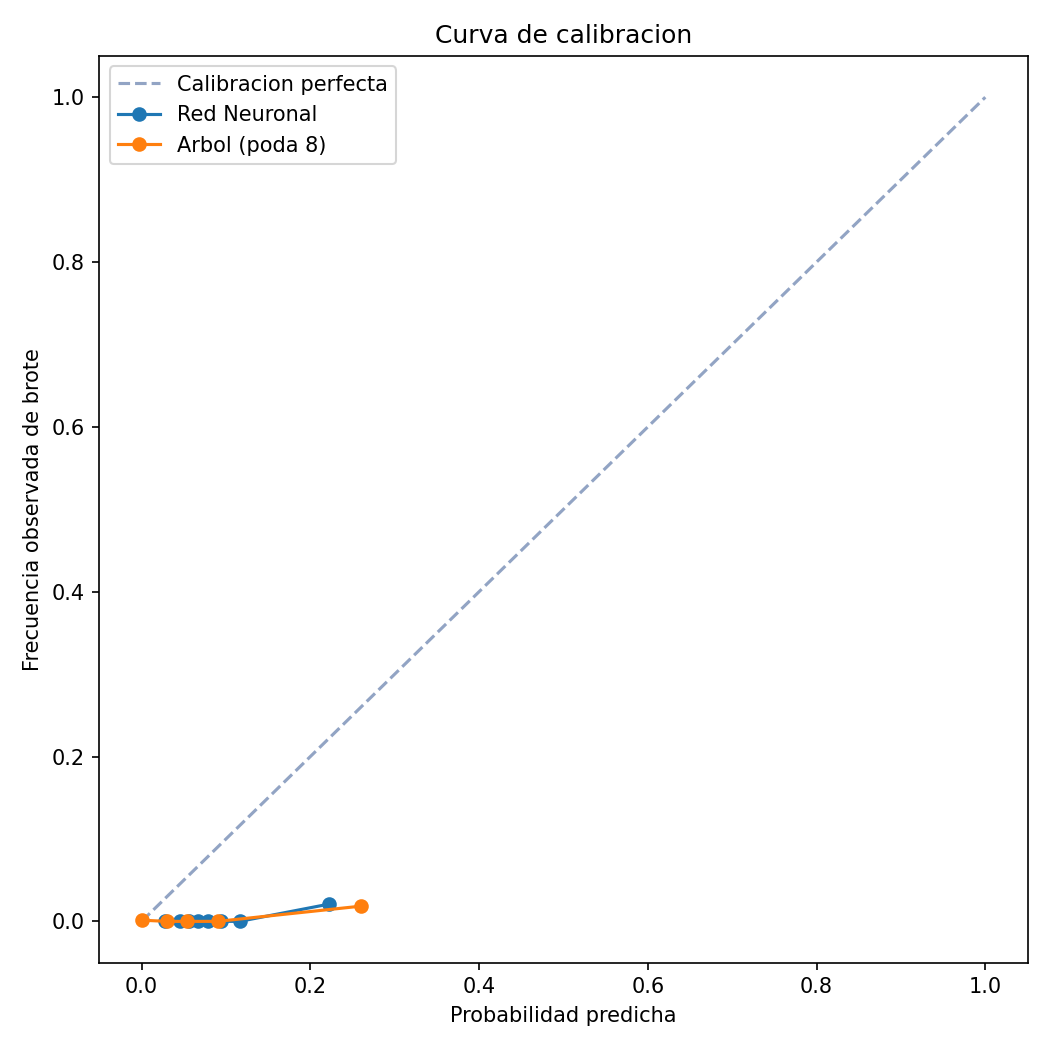 Curva de calibracion
Calibracion perfecta
Red Neuronal
Arbol (poda 8)
Frecuencia observada de brote
1.0
0.8
0.6
0.4
0.2
0.0
0.0 0.2 0.4 0.6 0.8 1.0
Probabilidad predicha